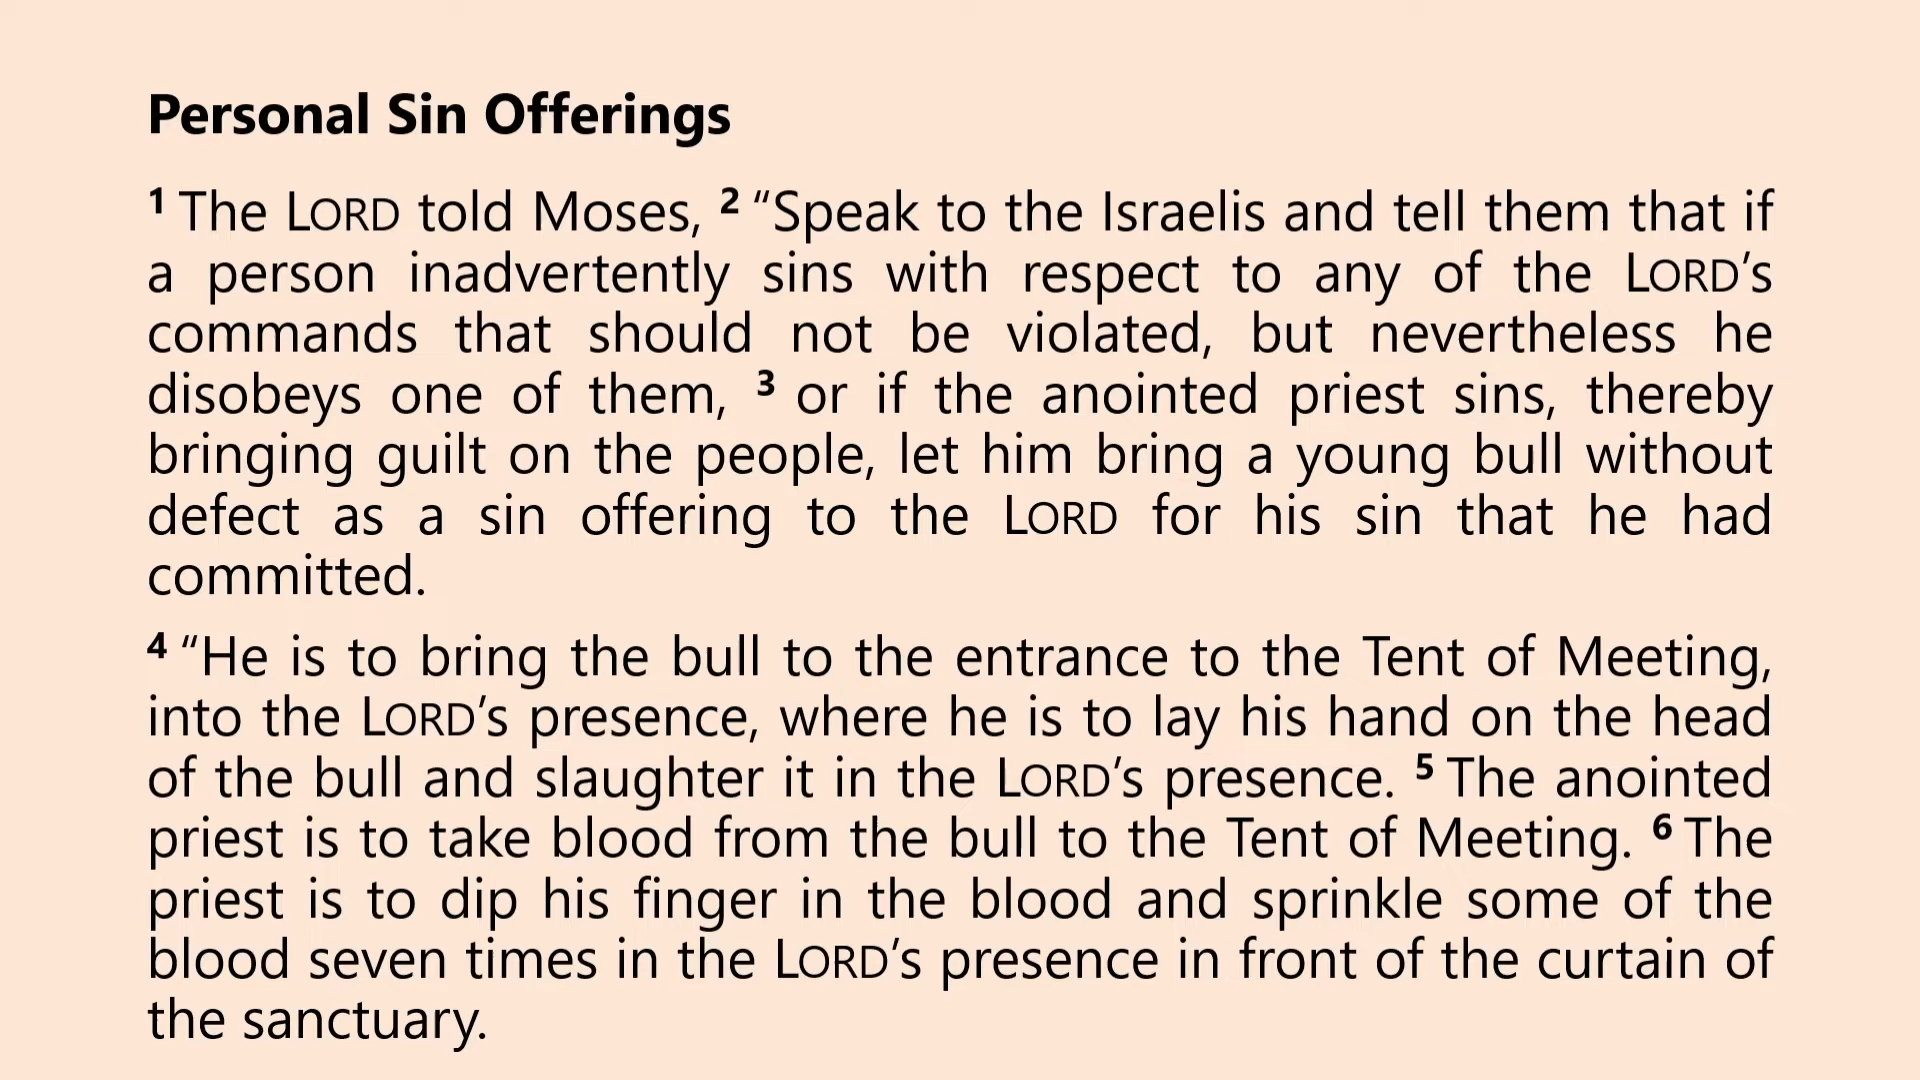 Personal Sin Offerings
1 The LORD told Moses, 2 “Speak to the Israelis and tell them that if
a person inadvertently sins with respect to any of the LORD’s
commands that should not be violated, but nevertheless he
disobeys one of them, 3 or if the anointed priest sins, thereby
bringing guilt on the people, let him bring a young bull without
defect as a sin offering to the LORD for his sin that he had
committed.
4 “He is to bring the bull to the entrance to the Tent of Meeting,
into the LORD’s presence, where he is to lay his hand on the head
of the bull and slaughter it in the LORD’s presence. 5 The anointed
priest is to take blood from the bull to the Tent of Meeting. 6 The
priest is to dip his finger in the blood and sprinkle some of the
blood seven times in the LORD’s presence in front of the curtain of
the sanctuary.